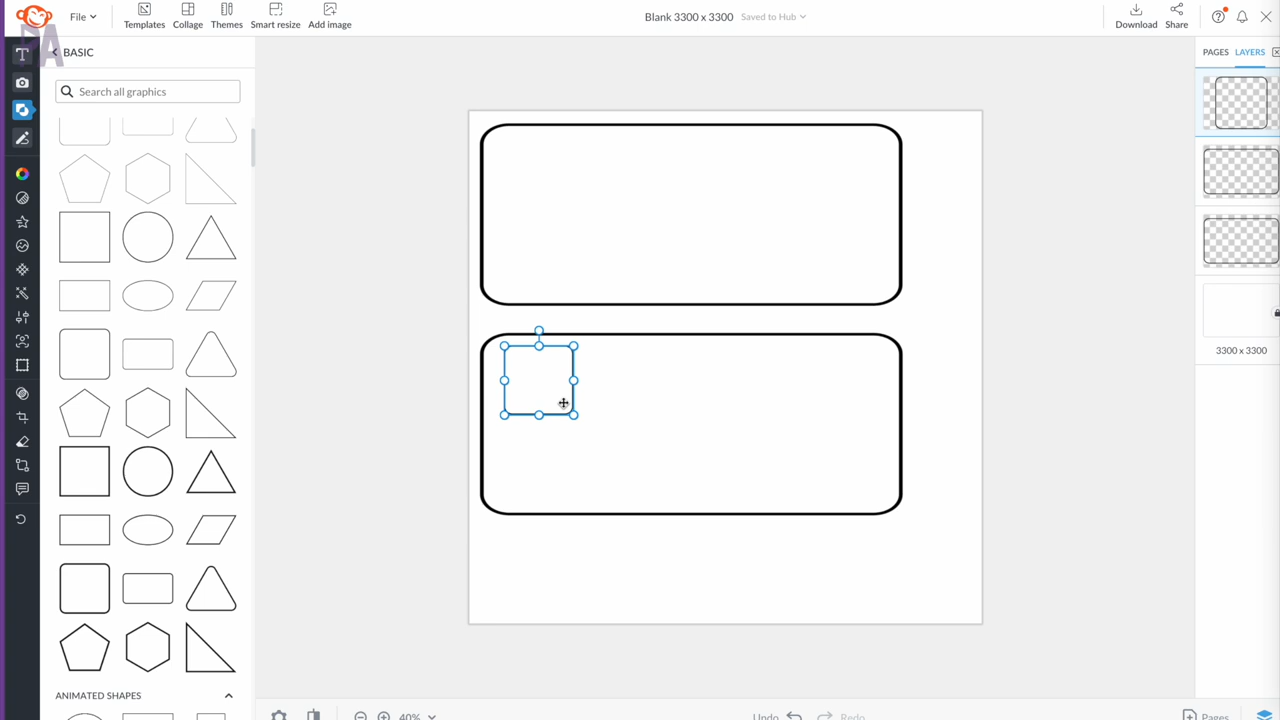 File
Templates
Collage
Themes
Smart resize
Add image
Blank 3300 x 3300
Saved to Hub
Download
Share
BASIC
Search all graphics
PAGES
LAYERS
3300 x 3300
ANIMATED SHAPES
40%
Undo
Redo
Pages